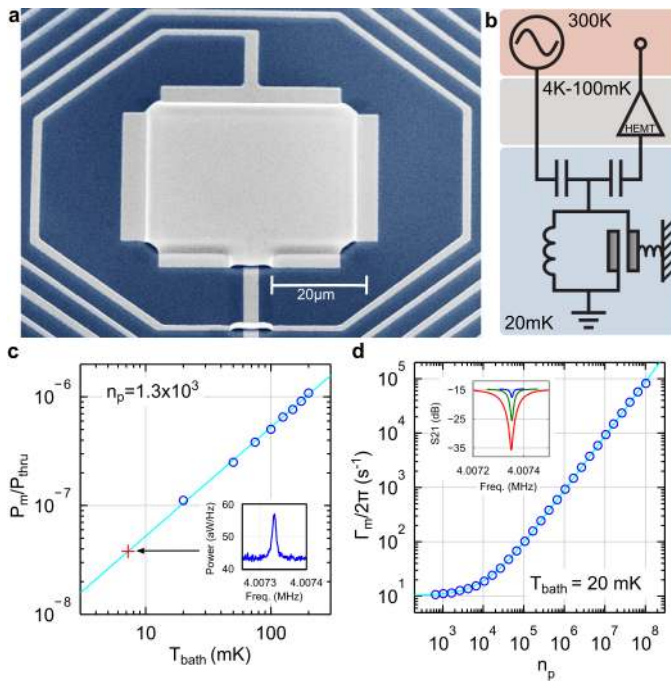 a
20μm
b
300K
4K-100mK
HEMT
20mK
c
n_p=1.3x10^3
P_m/P_thru
10^-6
10^-7
10^-8
10
100
T_bath (mK)
Power (aW/Hz)
60
50
40
4.0073
4.0074
Freq. (MHz)
d
Γ_m/2π (s^-1)
10^5
10^4
10^3
10^2
10^1
10^3
10^4
10^5
10^6
10^7
10^8
n_p
T_bath = 20 mK
S21 (dB)
-15
-25
-35
4.0072
4.0074
Freq. (MHz)